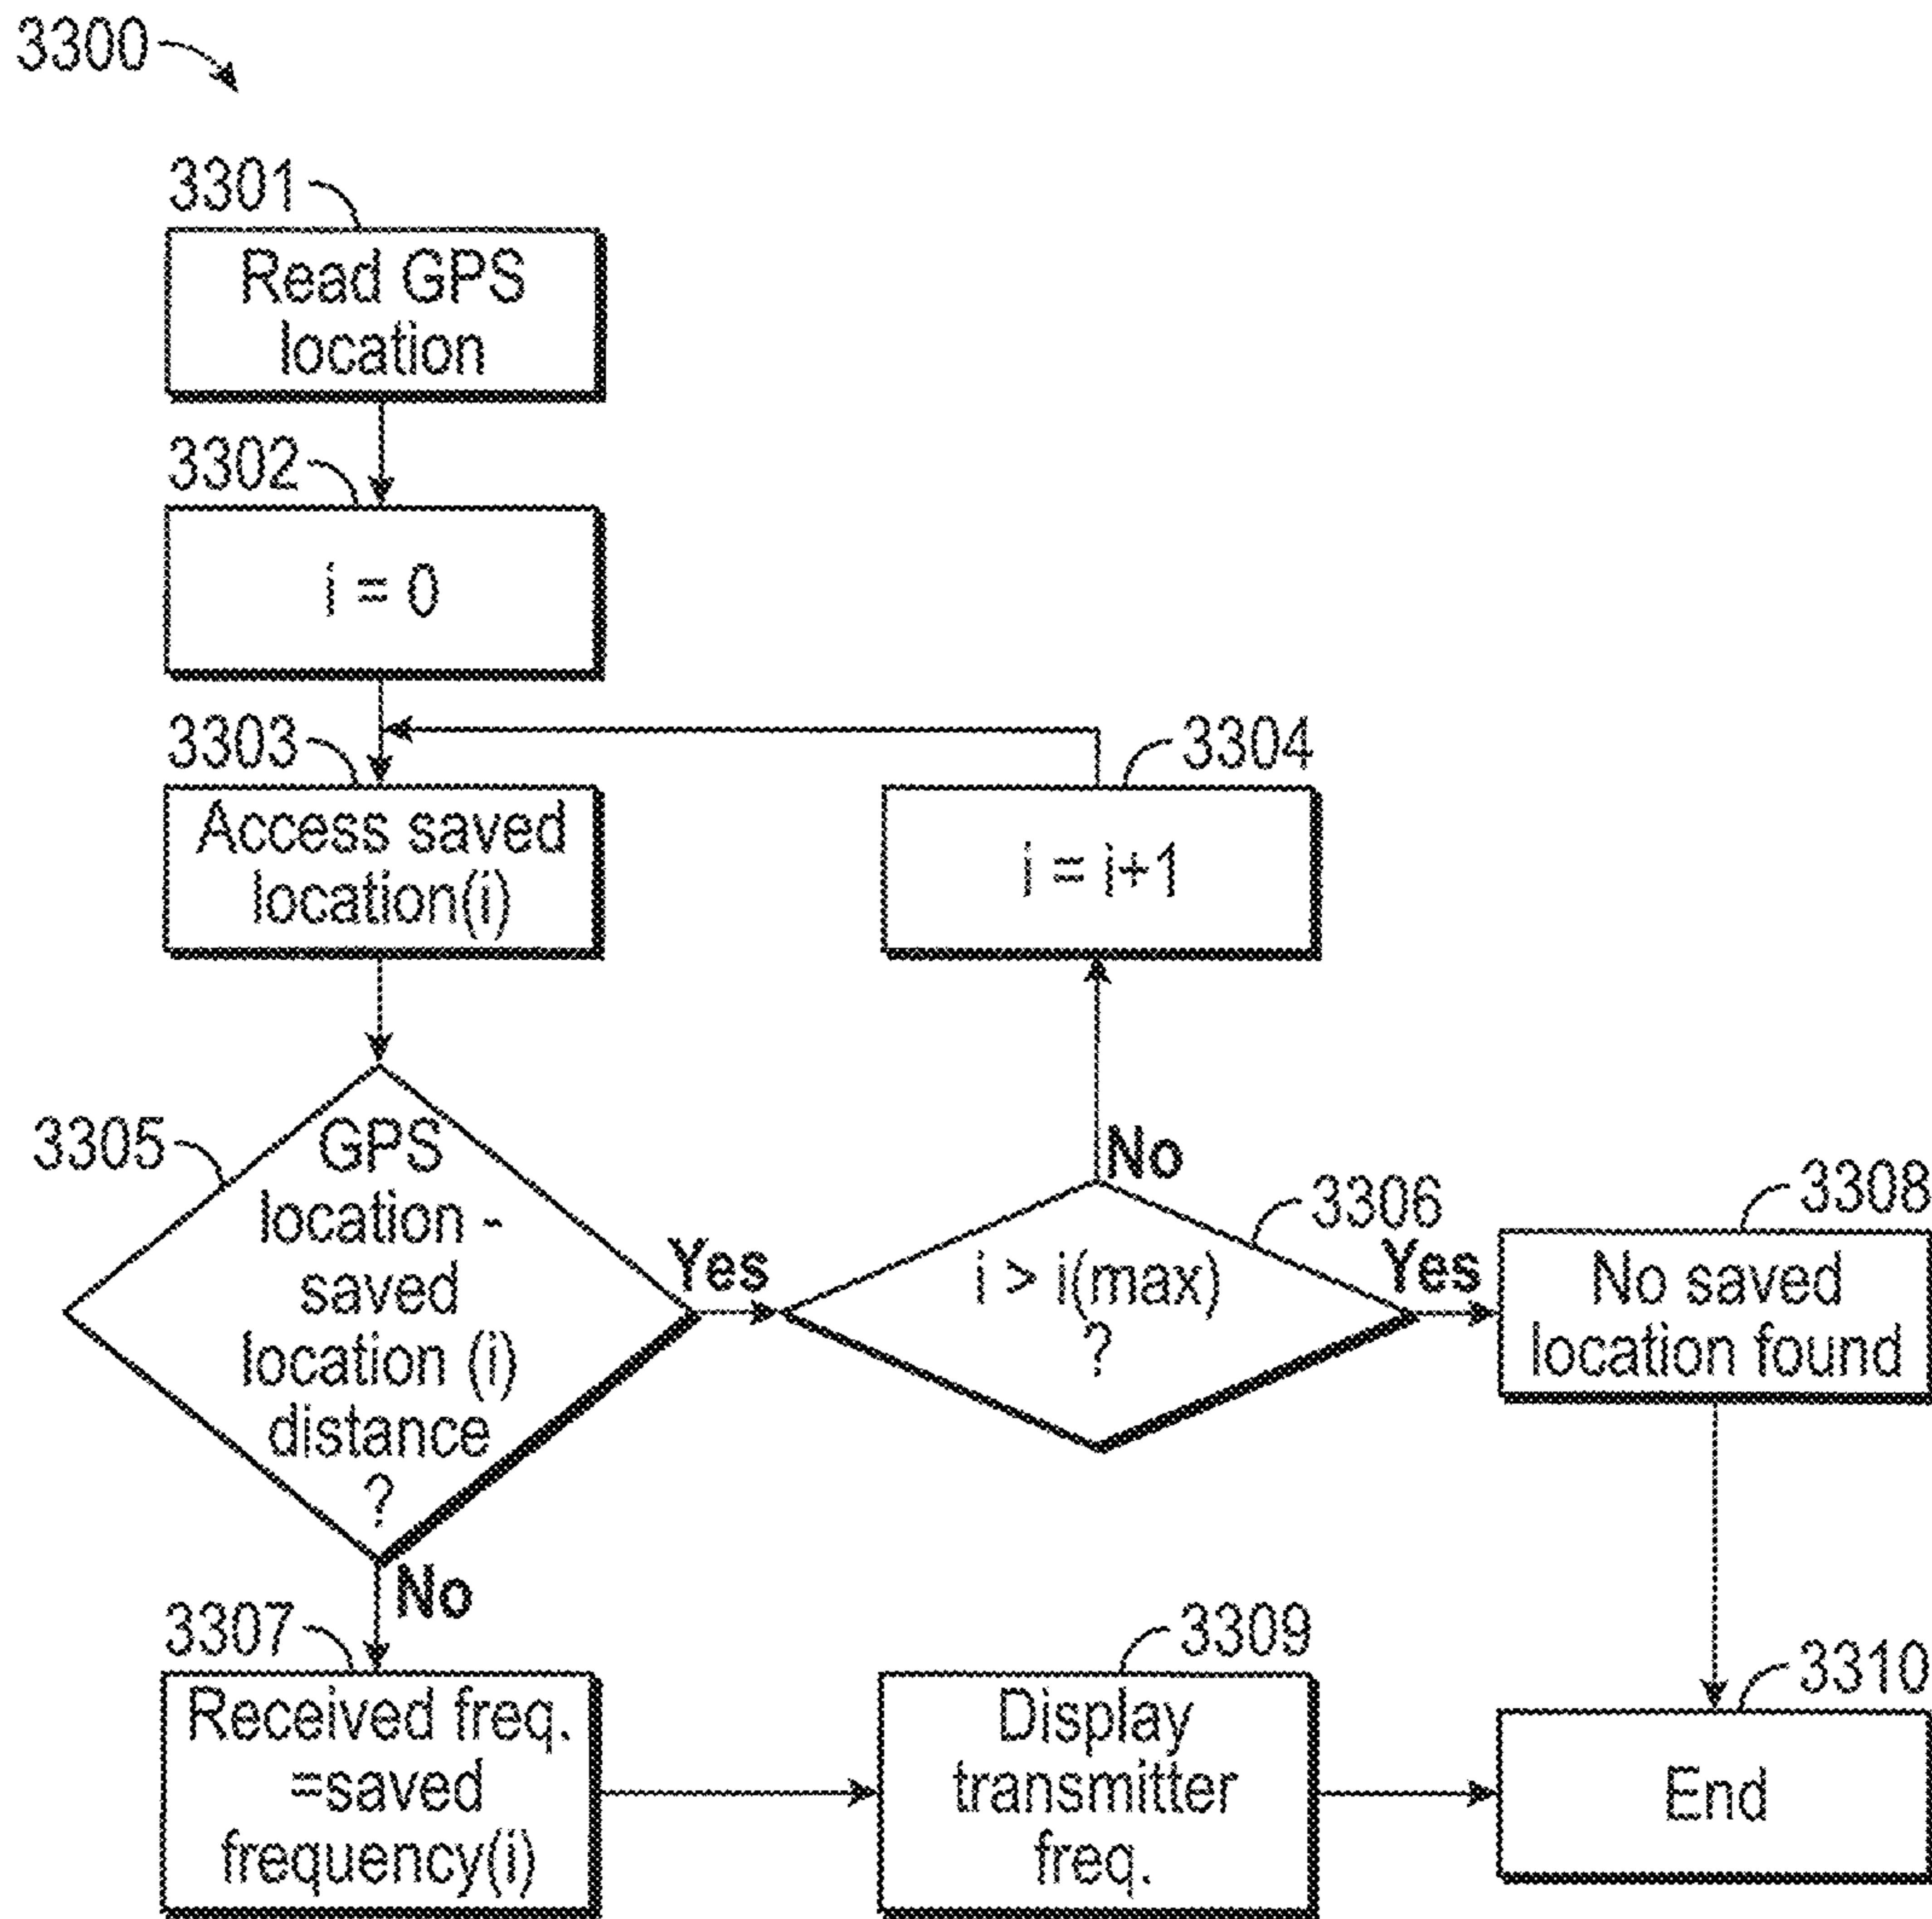 3300
3301
Read GPS
location
3302
i = 0
3303
Access saved
location(i)
3304
i = i+1
3305
GPS
location -
saved
location (i)
distance
?
Yes
No
3306
i > i(max)
?
No
Yes
3308
No saved
location found
3307
Received freq.
=saved
frequency(i)
3309
Display
transmitter
freq.
3310
End